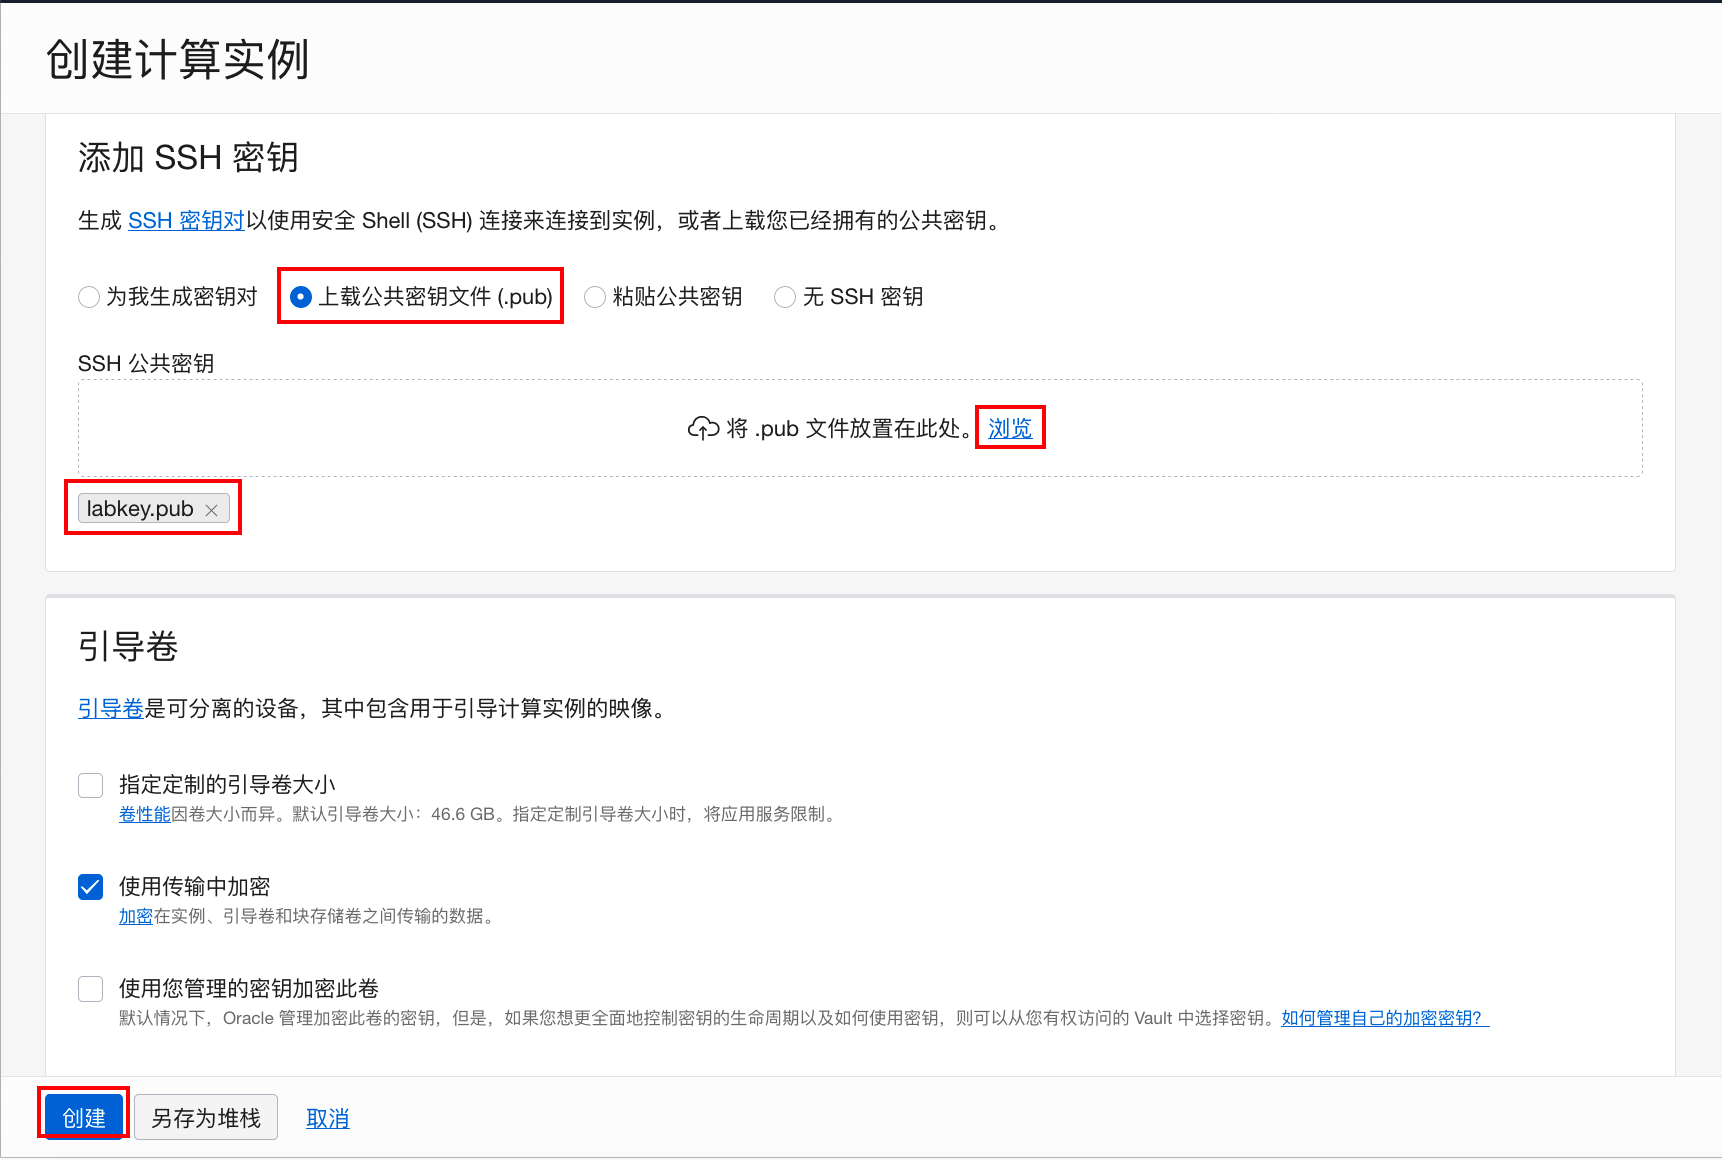 创建计算实例
添加 SSH 密钥
生成 SSH 密钥对以使用安全 Shell (SSH) 连接来连接到实例，或者上载您已经拥有的公共密钥。
为我生成密钥对 上载公共密钥文件 (.pub) 粘贴公共密钥 无 SSH 密钥
SSH 公共密钥
将 .pub 文件放置在此处。浏览
labkey.pub
引导卷
引导卷是可分离的设备，其中包含用于引导计算实例的映像。
指定定制的引导卷大小
卷性能因卷大小而异。默认引导卷大小：46.6 GB。指定定制引导卷大小时，将应用服务限制。
使用传输中加密
加密在实例、引导卷和块存储卷之间传输的数据。
使用您管理的密钥加密此卷
默认情况下，Oracle 管理加密此卷的密钥，但是，如果您想更全面地控制密钥的生命周期以及如何使用密钥，则可以从您有权访问的 Vault 中选择密钥。如何管理自己的加密密钥？
创建 另存为堆栈 取消